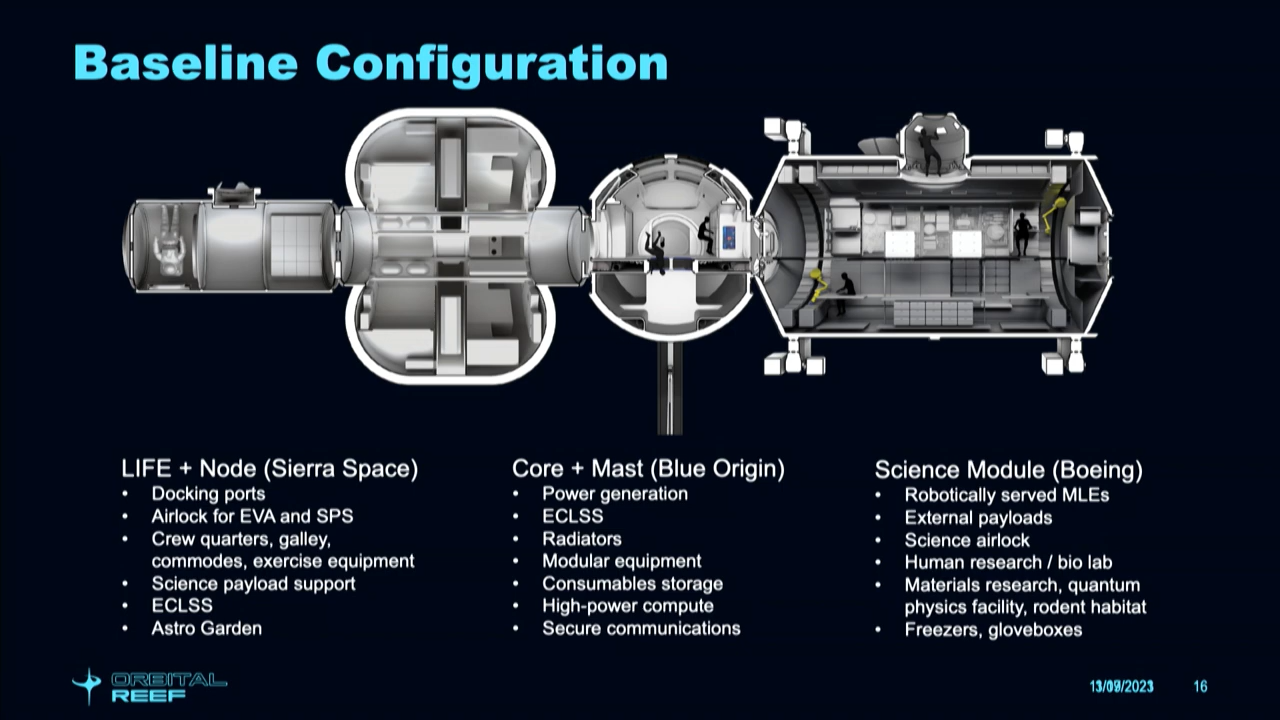 Baseline Configuration
LIFE + Node (Sierra Space)
• Docking ports
• Airlock for EVA and SPS
• Crew quarters, galley,
commodes, exercise equipment
• Science payload support
• ECLSS
• Astro Garden
Core + Mast (Blue Origin)
• Power generation
• ECLSS
• Radiators
• Modular equipment
• Consumables storage
• High-power compute
• Secure communications
Science Module (Boeing)
• Robotically served MLEs
• External payloads
• Science airlock
• Human research / bio lab
• Materials research, quantum
physics facility, rodent habitat
• Freezers, gloveboxes
ORBITAL
REEF
16